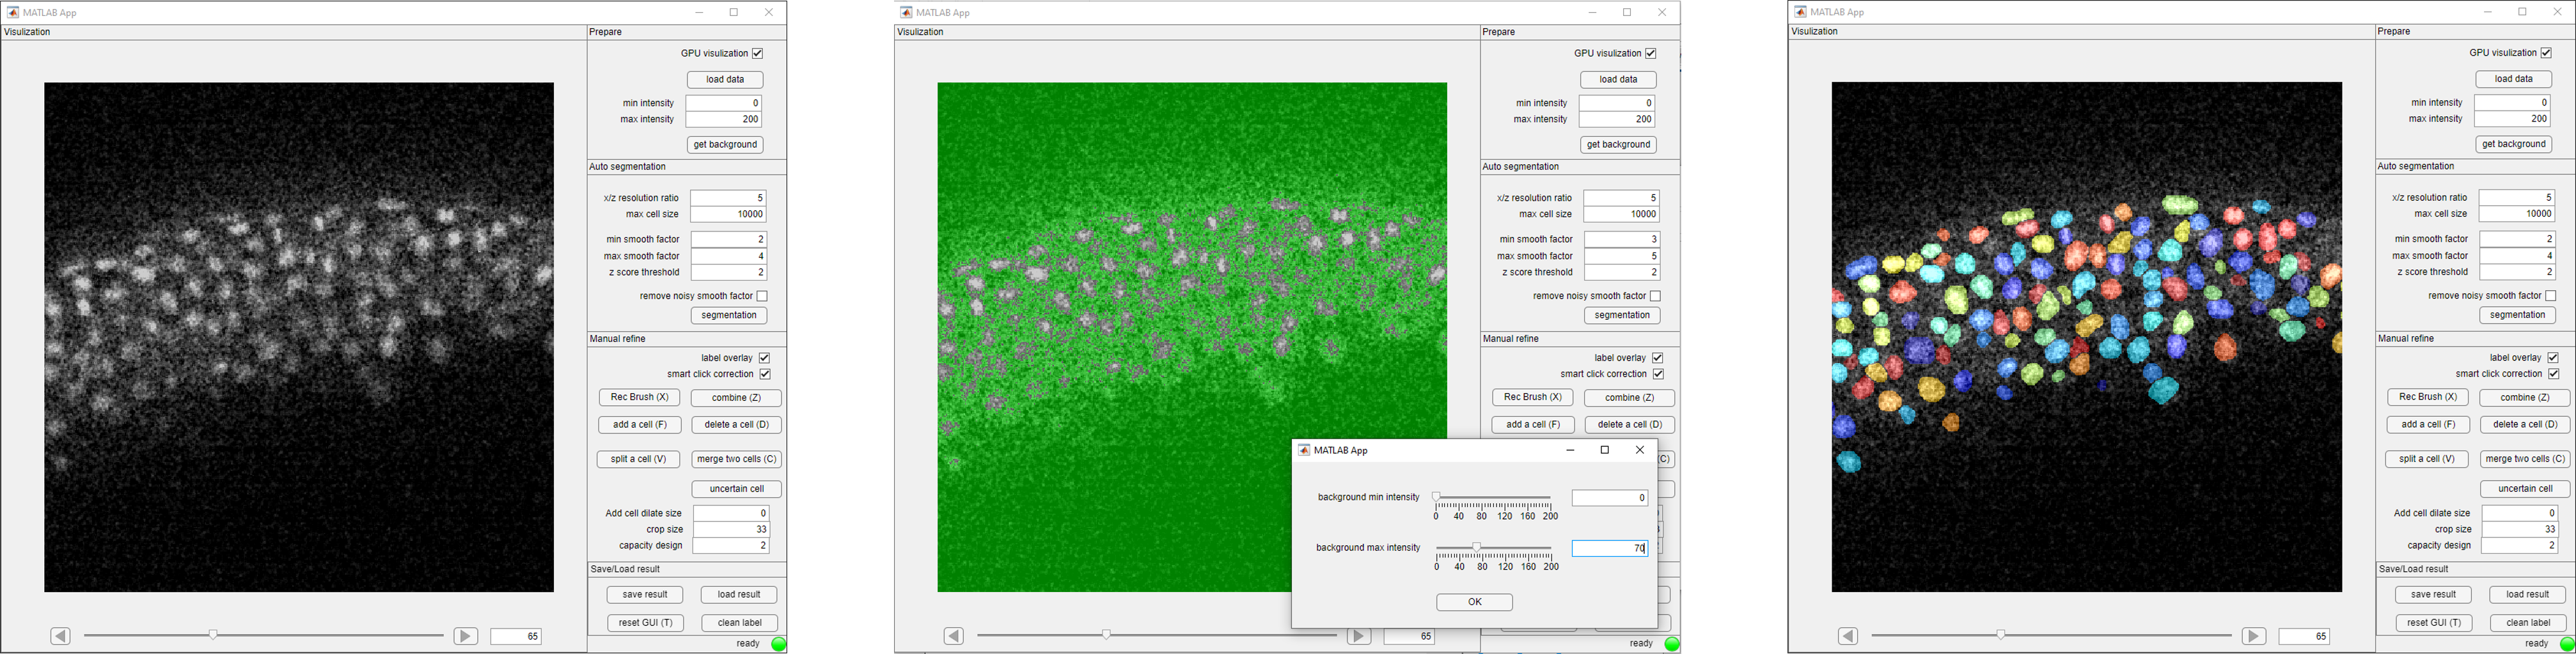 MATLAB App
Visulization
Prepare
GPU visulization
load data
min intensity 0
max intensity 200
get background
Auto segmentation
x/z resolution ratio 5
max cell size 10000
min smooth factor 2
max smooth factor 4
z score threshold 2
remove noisy smooth factor
segmentation
Manual refine
label overlay
smart click correction
Rec Brush (X) combine (Z)
add a cell (F) delete a cell (D)
split a cell (V) merge two cells (C)
uncertain cell
Add cell dilate size 0
crop size 33
capacity design 2
Save/Load result
save result load result
reset GUI (T) clean label
65
ready
MATLAB App
Visulization
Prepare
GPU visulization
load data
min intensity 0
max intensity 200
get background
Auto segmentation
x/z resolution ratio 5
max cell size 10000
min smooth factor 3
max smooth factor 5
z score threshold 2
remove noisy smooth factor
segmentation
Manual refine
label overlay
smart click correction
Rec Brush (X) combine (Z)
add a cell (F) delete a cell (D)
(C)
MATLAB App
background min intensity 0
0 40 80 120 160 200
background max intensity 70
0 40 80 120 160 200
OK
65
ready
MATLAB App
Visulization
Prepare
GPU visulization
load data
min intensity 0
max intensity 200
get background
Auto segmentation
x/z resolution ratio 5
max cell size 10000
min smooth factor 2
max smooth factor 4
z score threshold 2
remove noisy smooth factor
segmentation
Manual refine
label overlay
smart click correction
Rec Brush (X) combine (Z)
add a cell (F) delete a cell (D)
split a cell (V) merge two cells (C)
uncertain cell
Add cell dilate size 0
crop size 33
capacity design 2
Save/Load result
save result load result
reset GUI (T) clean label
65
ready